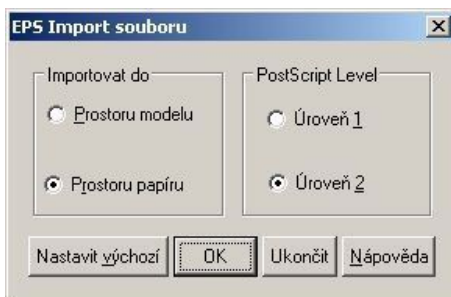 EPS Import souboru
Importovat do
PostScript Level
Prostoru modelu
Úroveň 1
Prostoru papíru
Úroveň 2
Nastavit výchozí
OK
Ukončit
Nápověda